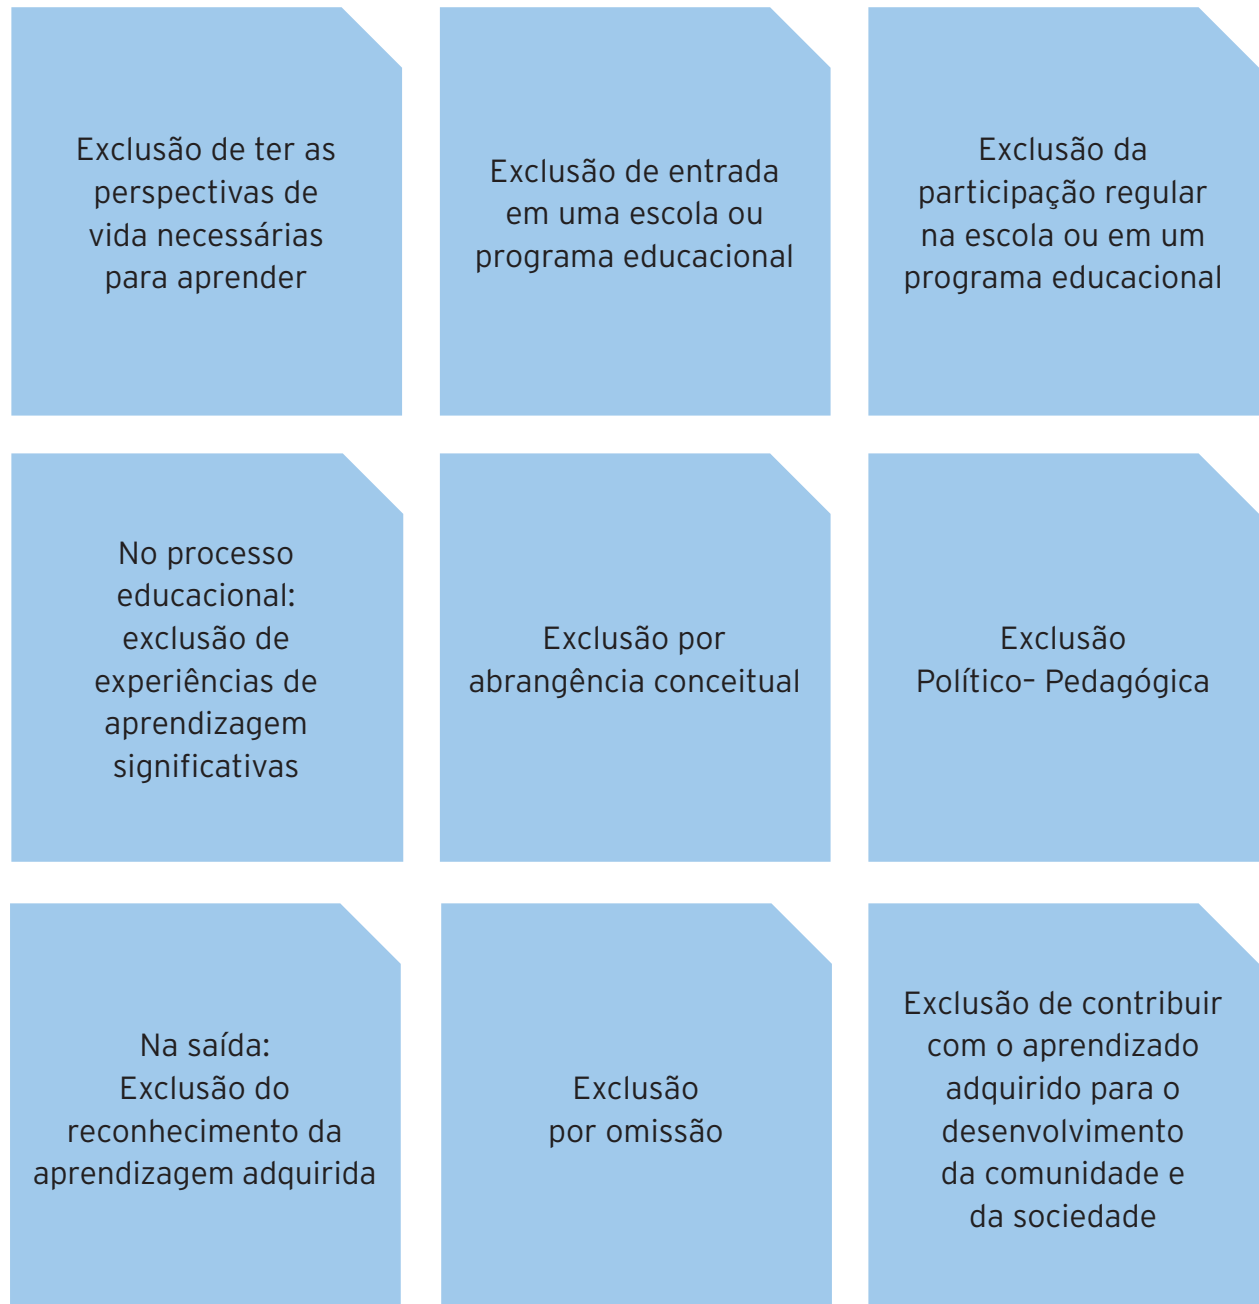 Exclusão de ter as
perspectivas de
vida necessárias
para aprender
Exclusão de entrada
em uma escola ou
programa educacional
Exclusão da
participação regular
na escola ou em um
programa educacional
No processo
educacional:
exclusão de
experiências de
aprendizagem
significativas
Exclusão por
abrangência conceitual
Exclusão
Político– Pedagógica
Na saída:
Exclusão do
reconhecimento da
aprendizagem adquirida
Exclusão
por omissão
Exclusão de contribuir
com o aprendizado
adquirido para o
desenvolvimento
da comunidade e
da sociedade